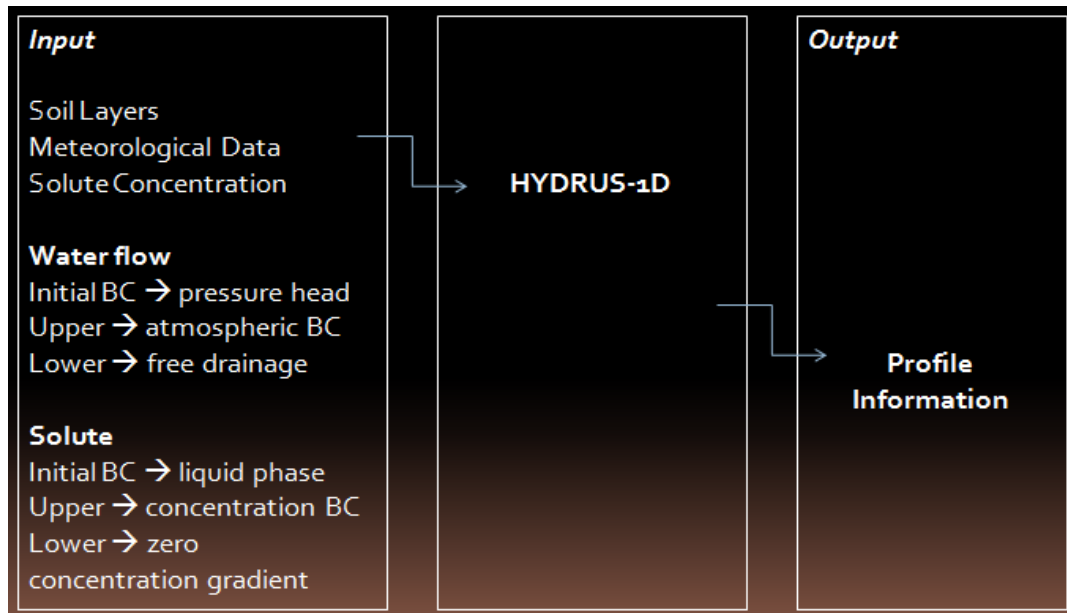 Input
Soil Layers
Meteorological Data
Solute Concentration
Water flow
Initial BC → pressure head
Upper → atmospheric BC
Lower → free drainage
Solute
Initial BC → liquid phase
Upper → concentration BC
Lower → zero
concentration gradient
HYDRUS-1D
Output
Profile
Information